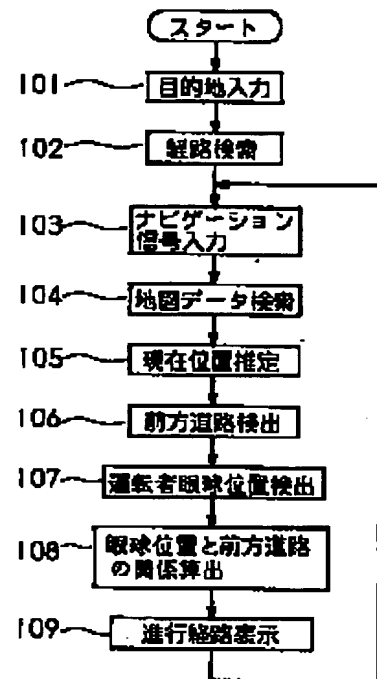 スタート
101 目的地入力
102 経路検索
103 ナビゲーション
信号入力
104 地図データ検索
105 現在位置推定
106 前方道路検出
107 運転者眼球位置検出
108 眼球位置と前方道路
の関係算出
109 進行経路表示